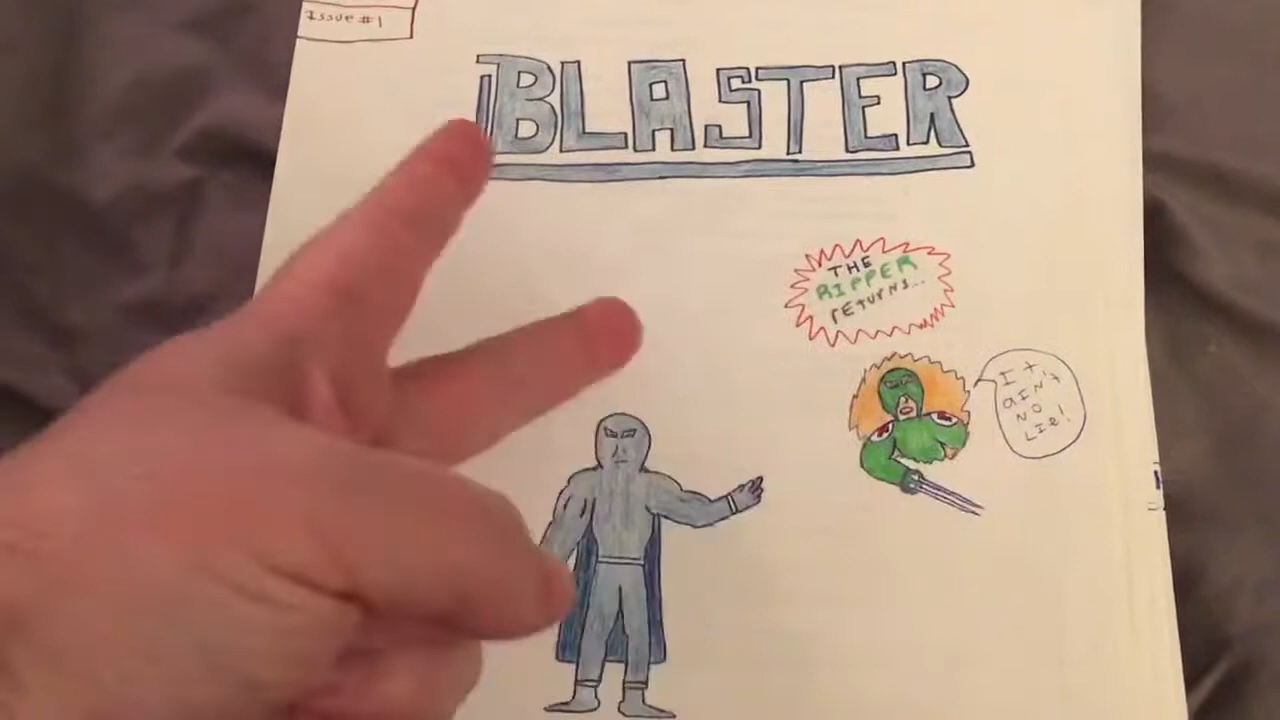 Issue #1
BLASTER
THE
RIPPER
RETURNS...
IT
AIN'T
NO
LIE!